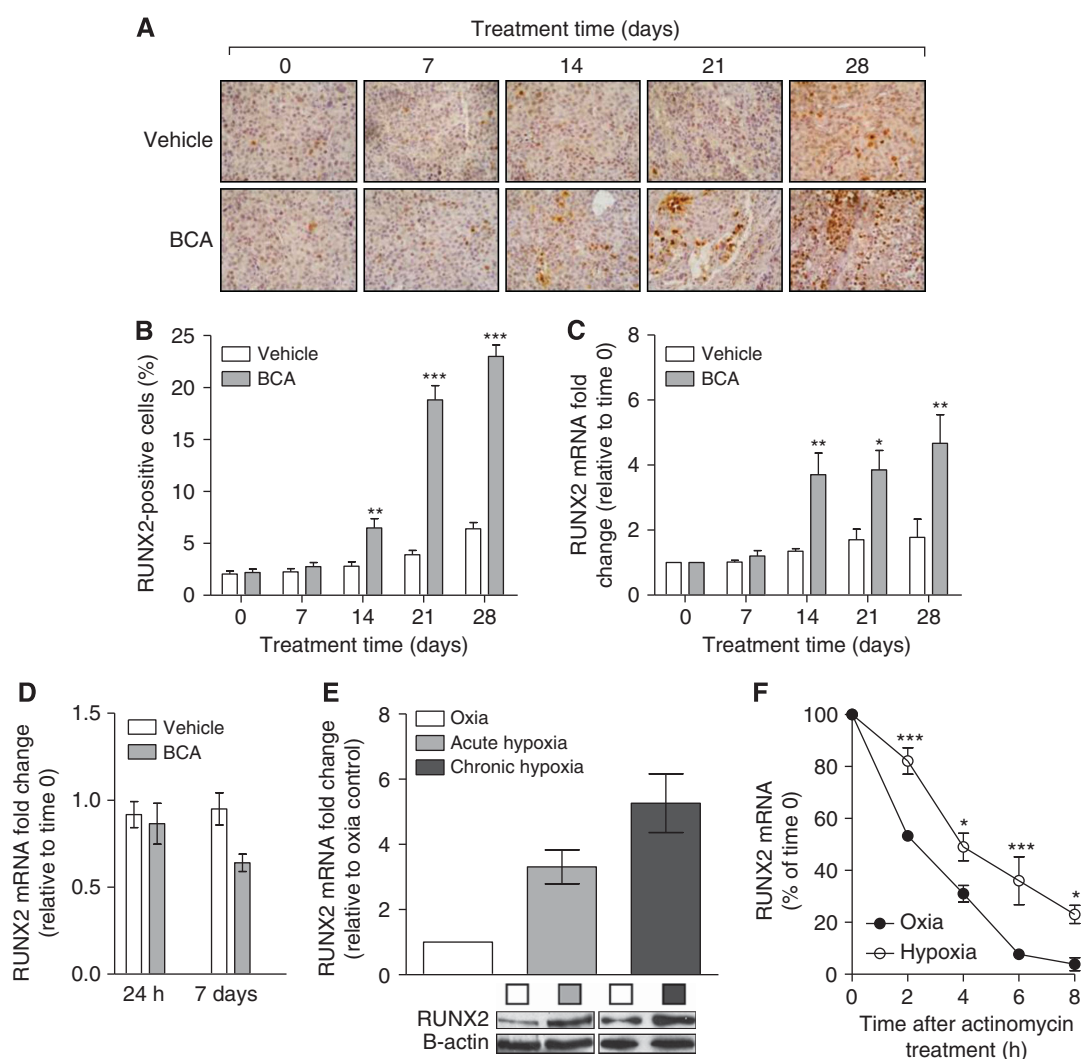 A
Treatment time (days)
0 7 14 21 28
Vehicle
BCA
B
RUNX2-positive cells (%)
25
20
15
10
5
0
Vehicle
BCA
**
***
***
0 7 14 21 28
Treatment time (days)
C
RUNX2 mRNA fold
change (relative to time 0)
8
6
4
2
0
Vehicle
BCA
**
*
**
0 7 14 21 28
Treatment time (days)
D
RUNX2 mRNA fold change
(relative to time 0)
1.5
1.0
0.5
0.0
Vehicle
BCA
24 h 7 days
E
RUNX2 mRNA fold change
(relative to oxia control)
8
6
4
2
0
Oxia
Acute hypoxia
Chronic hypoxia
RUNX2
B-actin
F
RUNX2 mRNA
(% of time 0)
100
80
60
40
20
0
***
*
***
*
Oxia
Hypoxia
0 2 4 6 8
Time after actinomycin
treatment (h)